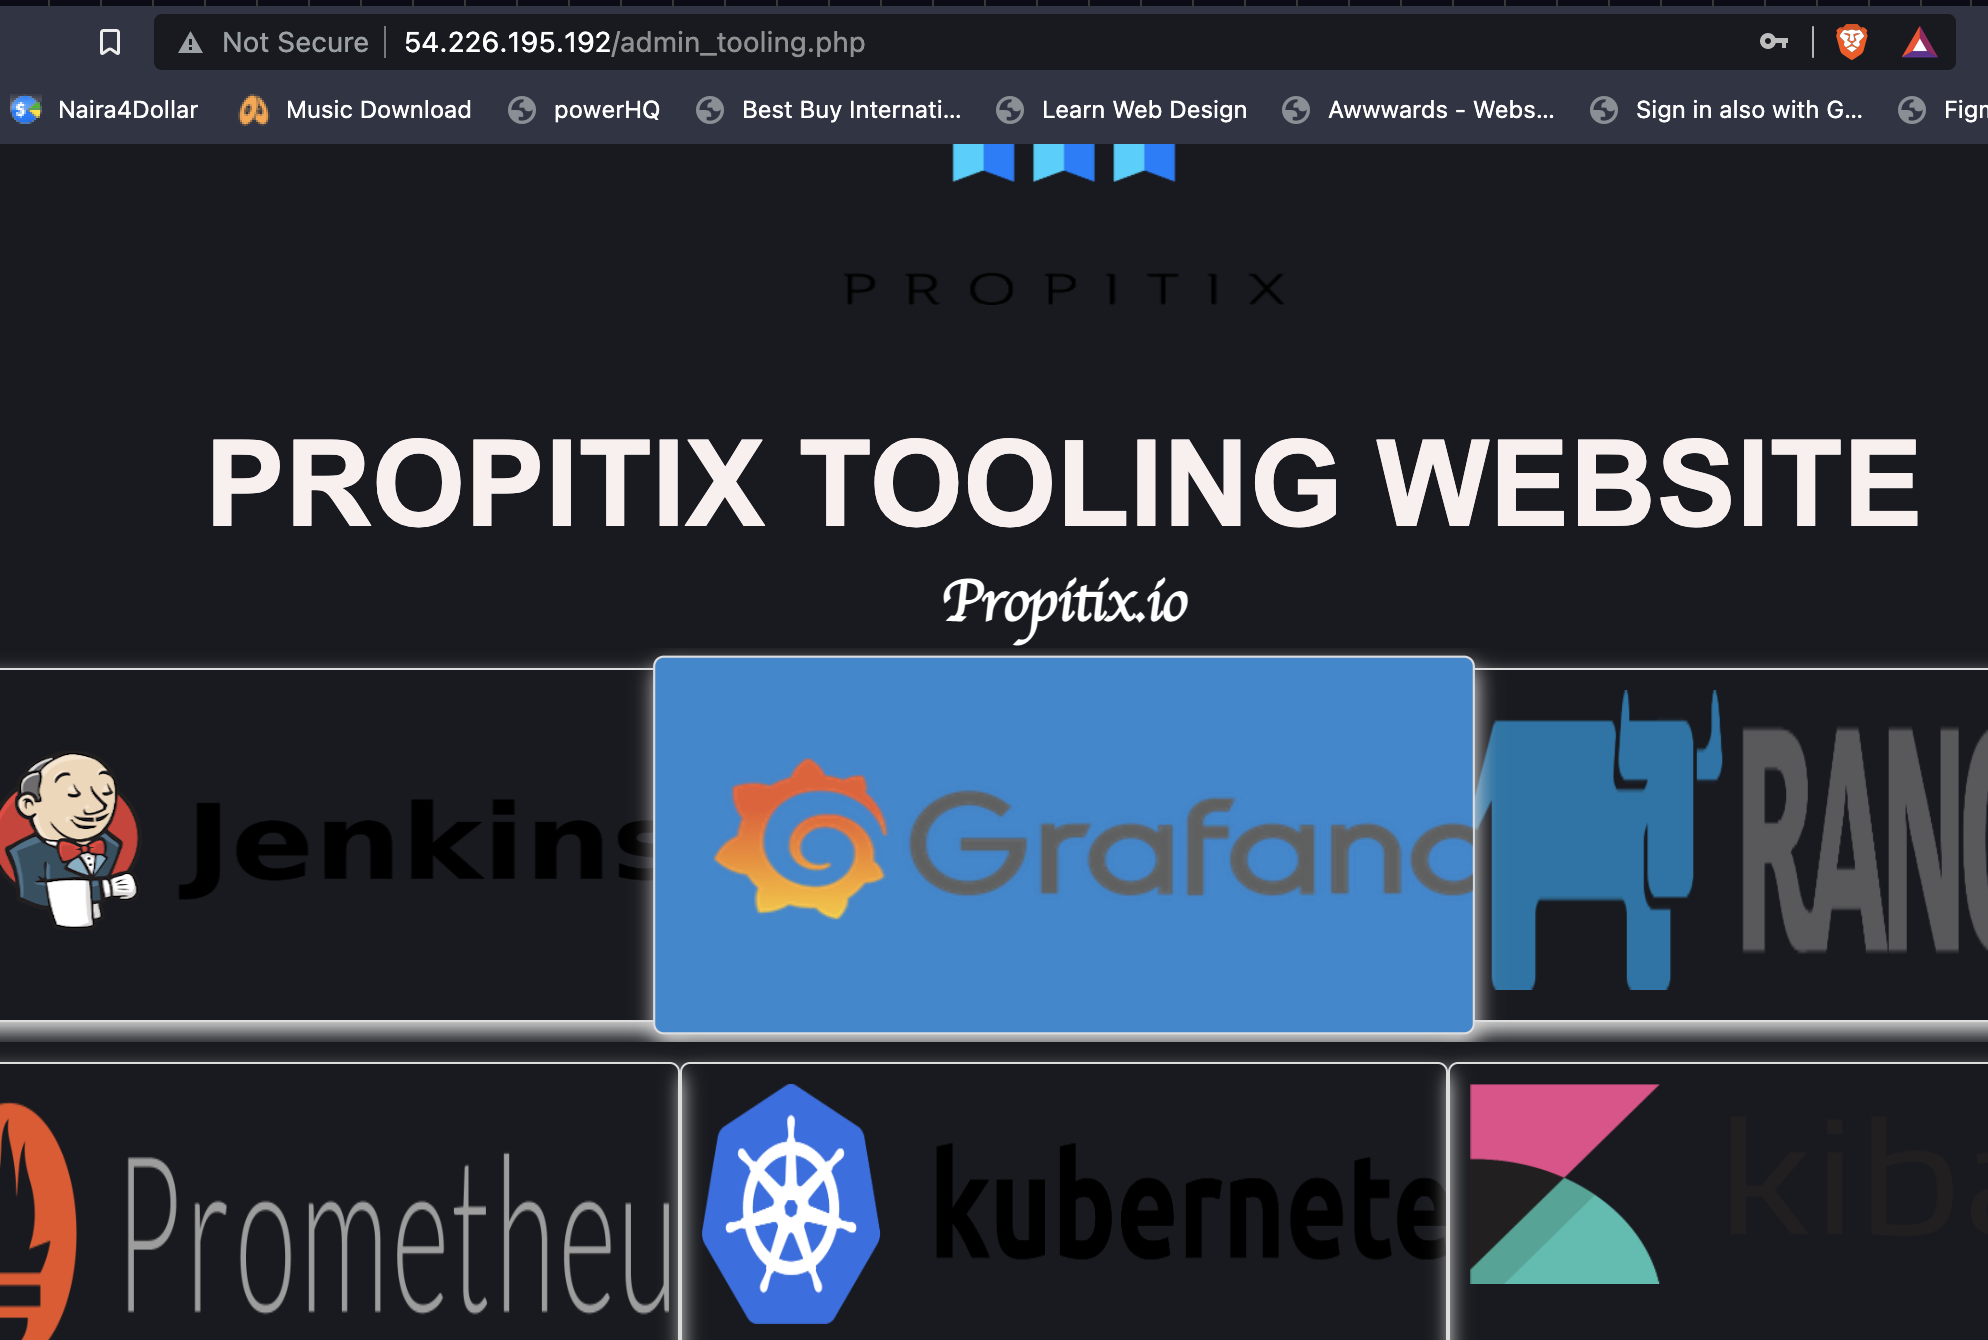 Not Secure | 54.226.195.192/admin_tooling.php
Naira4Dollar Music Download powerHQ Best Buy Internati... Learn Web Design Awwwards - Webs... Sign in also with G... Figm
PROPITIX
PROPITIX TOOLING WEBSITE
Propitix.io
Jenkins Grafana RANC
Prometheu kubernete kiba